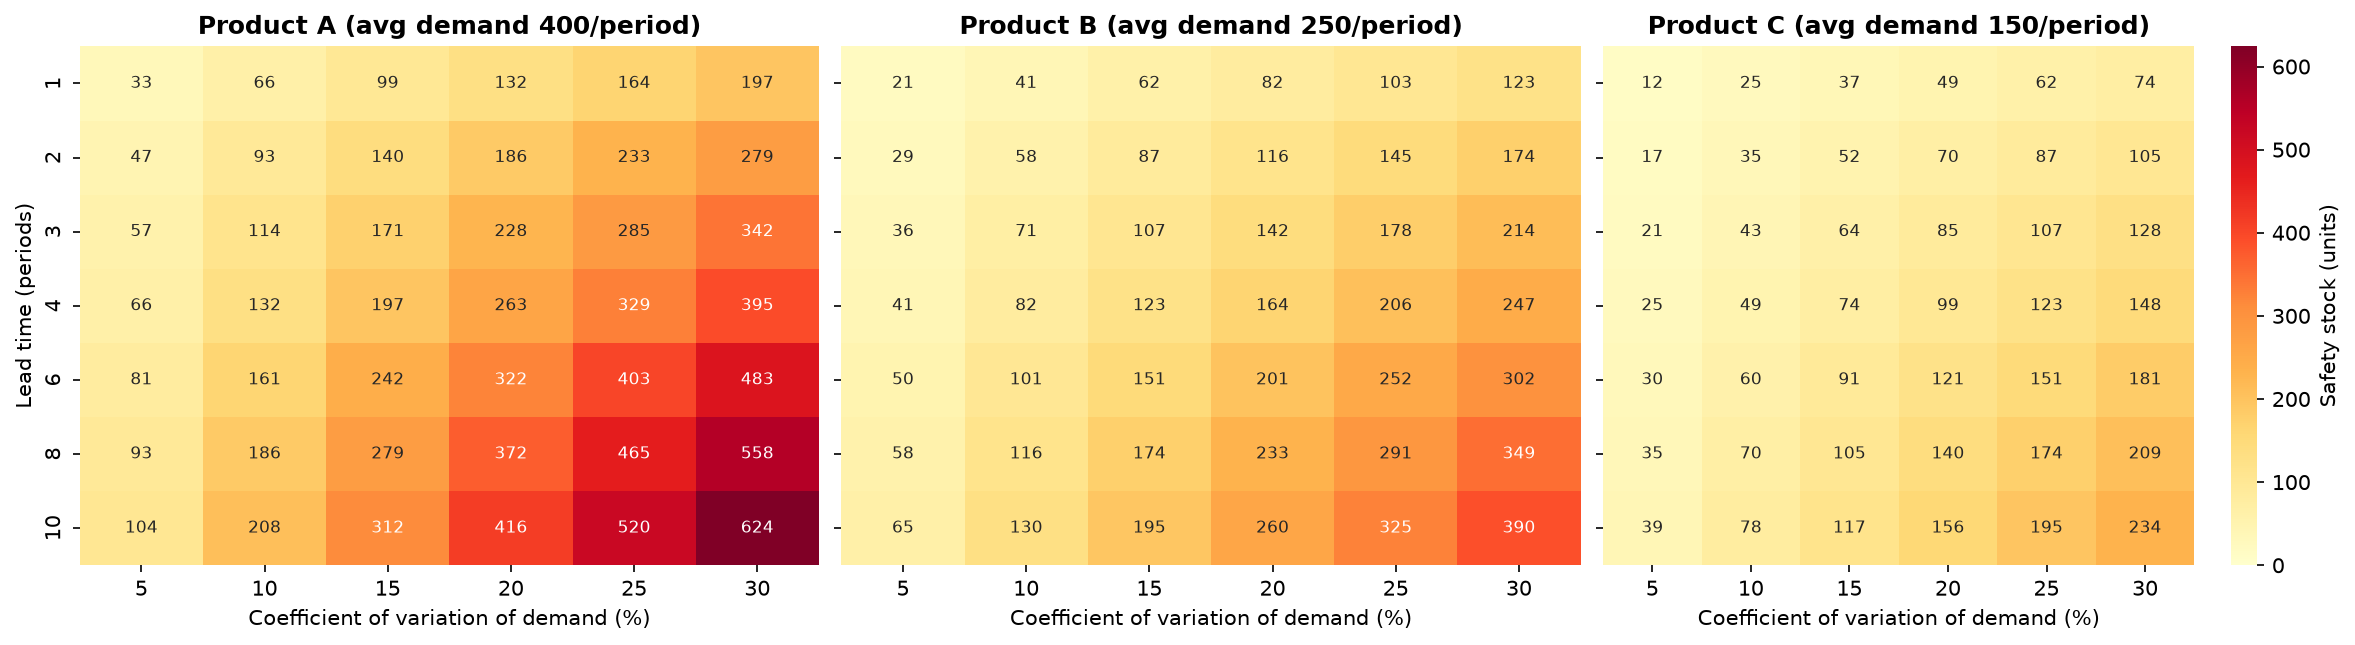 Product A (avg demand 400/period)
Product B (avg demand 250/period)
Product C (avg demand 150/period)
Lead time (periods)
1 33 66 99 132 164 197
2 47 93 140 186 233 279
3 57 114 171 228 285 342
4 66 132 197 263 329 395
6 81 161 242 322 403 483
8 93 186 279 372 465 558
10 104 208 312 416 520 624
5 10 15 20 25 30
Coefficient of variation of demand (%)
21 41 62 82 103 123
29 58 87 116 145 174
36 71 107 142 178 214
41 82 123 164 206 247
50 101 151 201 252 302
58 116 174 233 291 349
65 130 195 260 325 390
5 10 15 20 25 30
Coefficient of variation of demand (%)
12 25 37 49 62 74
17 35 52 70 87 105
21 43 64 85 107 128
25 49 74 99 123 148
30 60 91 121 151 181
35 70 105 140 174 209
39 78 117 156 195 234
5 10 15 20 25 30
Coefficient of variation of demand (%)
600
500
400
300
200
100
0
Safety stock (units)